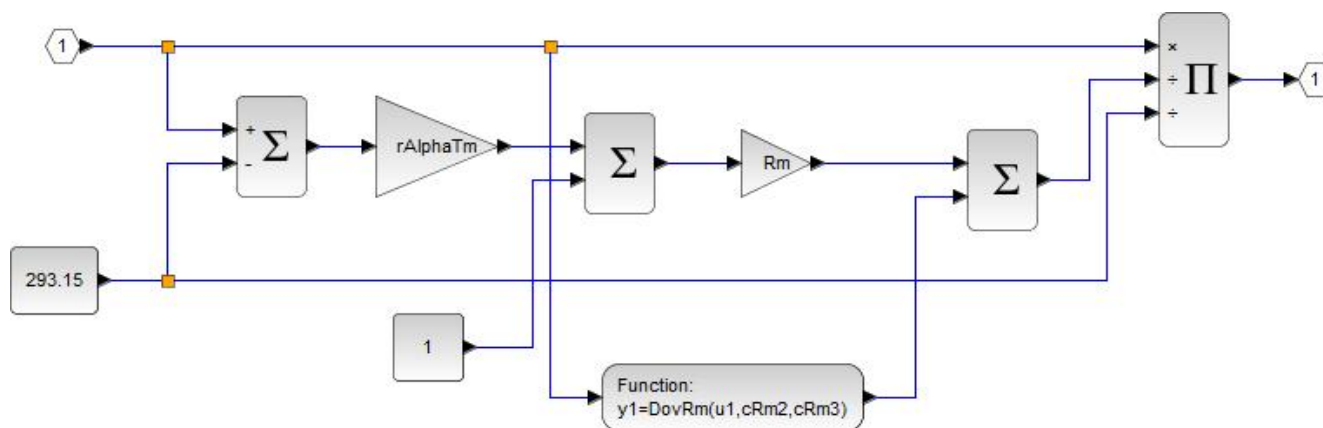 1
×
÷
÷
Π
1
+
-
Σ
rAlphaTm
Σ
Rm
Σ
293.15
1
Function:
y1=DovRm(u1,cRm2,cRm3)